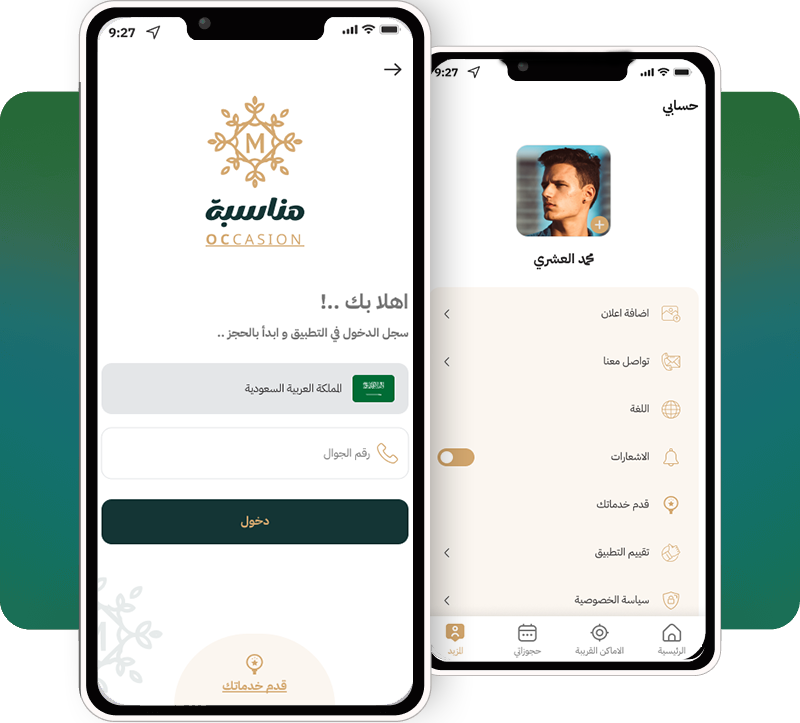 9:27
M
مناسبة
OCCASION
اهلا بك ..!
سجل الدخول في التطبيق و ابدأ بالحجز ..
المملكة العربية السعودية
رقم الجوال
دخول
قدم خدماتك
9:27
حسابي
محمد العشري
اضافة اعلان
تواصل معنا
اللغة
الاشعارات
قدم خدماتك
تقييم التطبيق
سياسة الخصوصية
الرئيسية
الاماكن القريبة
حجوزاتي
المزيد